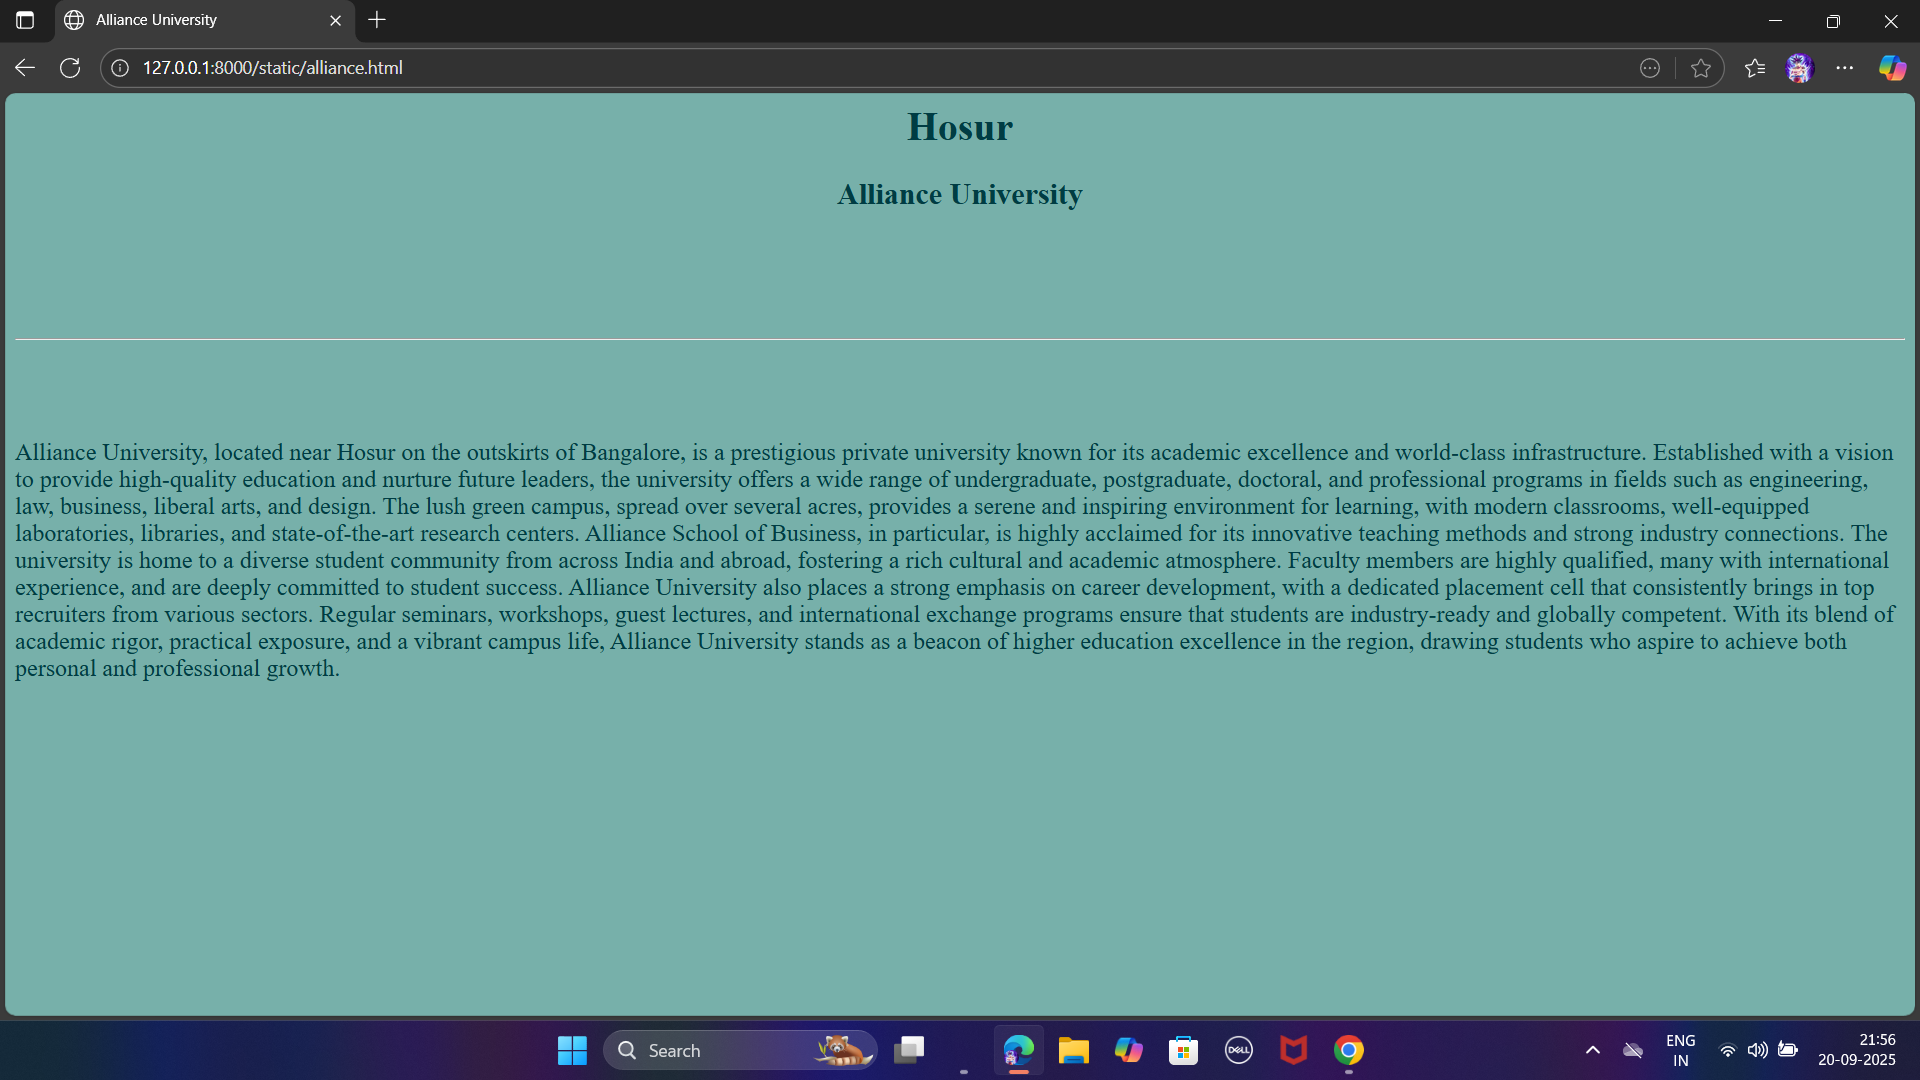 Alliance University
127.0.0.1:8000/static/alliance.html
Hosur
Alliance University
Alliance University, located near Hosur on the outskirts of Bangalore, is a prestigious private university known for its academic excellence and world-class infrastructure. Established with a vision
to provide high-quality education and nurture future leaders, the university offers a wide range of undergraduate, postgraduate, doctoral, and professional programs in fields such as engineering,
law, business, liberal arts, and design. The lush green campus, spread over several acres, provides a serene and inspiring environment for learning, with modern classrooms, well-equipped
laboratories, libraries, and state-of-the-art research centers. Alliance School of Business, in particular, is highly acclaimed for its innovative teaching methods and strong industry connections. The
university is home to a diverse student community from across India and abroad, fostering a rich cultural and academic atmosphere. Faculty members are highly qualified, many with international
experience, and are deeply committed to student success. Alliance University also places a strong emphasis on career development, with a dedicated placement cell that consistently brings in top
recruiters from various sectors. Regular seminars, workshops, guest lectures, and international exchange programs ensure that students are industry-ready and globally competent. With its blend of
academic rigor, practical exposure, and a vibrant campus life, Alliance University stands as a beacon of higher education excellence in the region, drawing students who aspire to achieve both
personal and professional growth.
Search
DELL
ENG
IN
21:56
20-09-2025